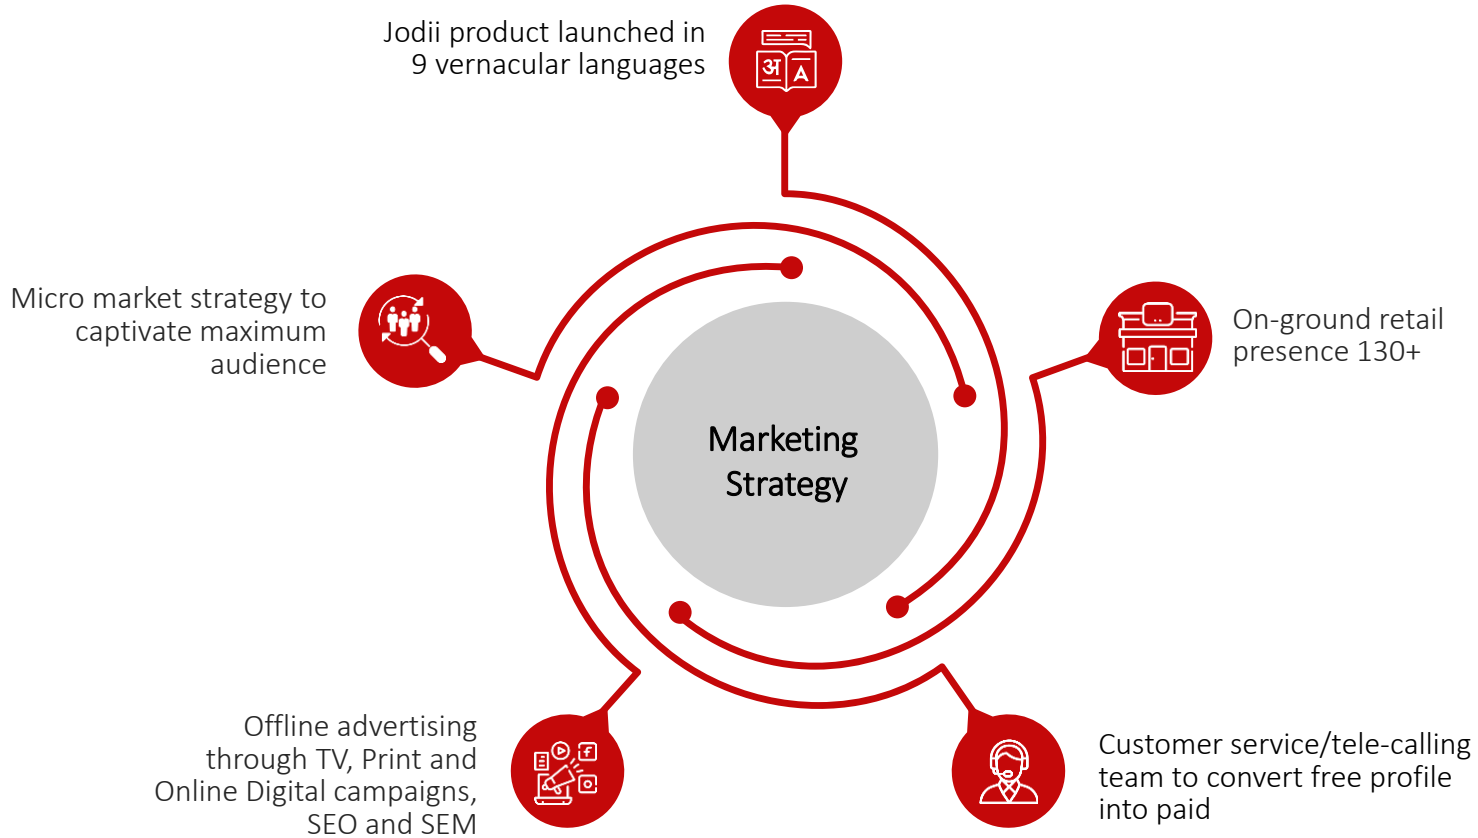 Jodii product launched in
9 vernacular languages
अ A
Micro market strategy to
captivate maximum
audience
On-ground retail
presence 130+
Marketing
Strategy
Offline advertising
through TV, Print and
Online Digital campaigns,
SEO and SEM
f
Customer service/tele-calling
team to convert free profile
into paid